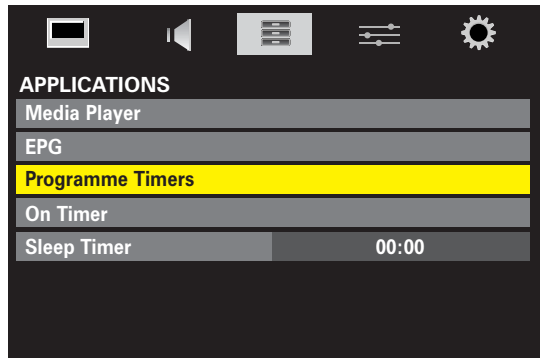 APPLICATIONS
Media Player
EPG
Programme Timers
On Timer
Sleep Timer 00:00